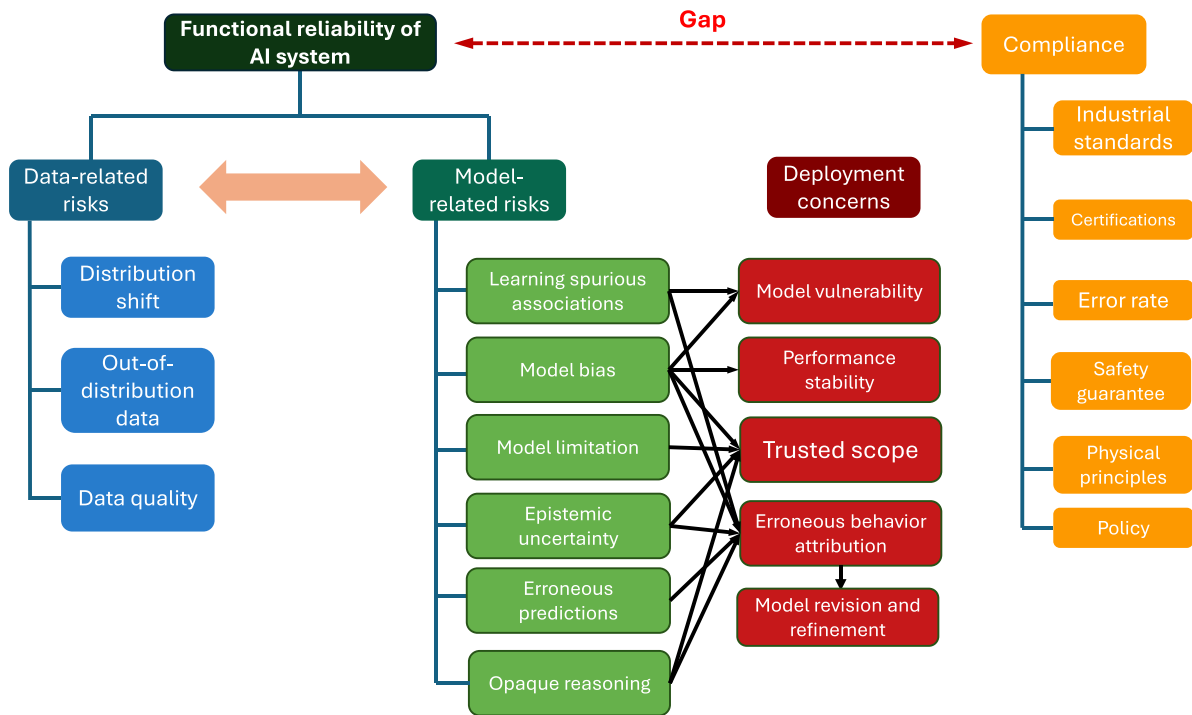 Functional reliability of
AI system
Gap
Compliance
Data-related
risks
Model-
related risks
Deployment
concerns
Distribution
shift
Out-of-
distribution
data
Data quality
Learning spurious
associations
Model bias
Model limitation
Epistemic
uncertainty
Erroneous
predictions
Opaque reasoning
Model vulnerability
Performance
stability
Trusted scope
Erroneous behavior
attribution
Model revision and
refinement
Industrial
standards
Certifications
Error rate
Safety
guarantee
Physical
principles
Policy